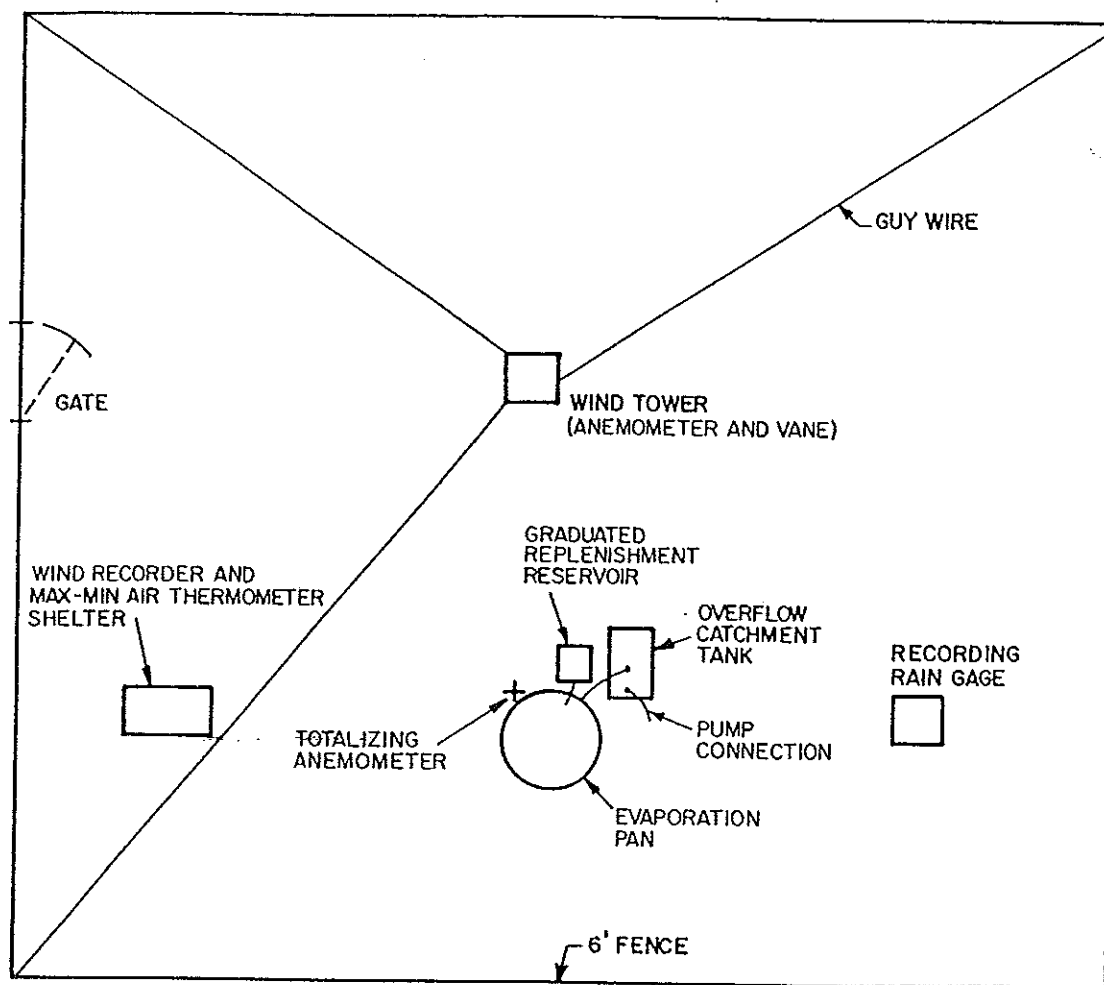 GUY WIRE
GATE
WIND TOWER
(ANEMOMETER AND VANE)
GRADUATED
REPLENISHMENT
RESERVOIR
WIND RECORDER AND
MAX-MIN AIR THERMOMETER
SHELTER
OVERFLOW
CATCHMENT
TANK
RECORDING
RAIN GAGE
TOTALIZING
ANEMOMETER
PUMP
CONNECTION
EVAPORATION
PAN
6' FENCE